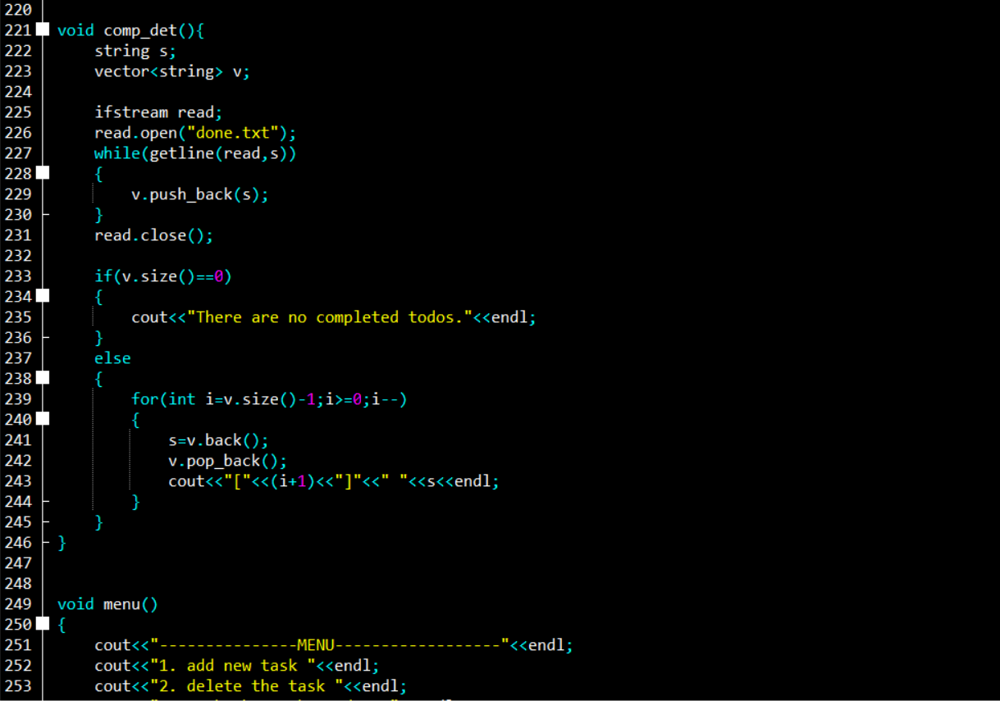 220
221 void comp_det(){
222 string s;
223 vector<string> v;
224
225 ifstream read;
226 read.open("done.txt");
227 while(getline(read,s))
228 {
229 v.push_back(s);
230 }
231 read.close();
232
233 if(v.size()==0)
234 {
235 cout<<"There are no completed todos."<<endl;
236 }
237 else
238 {
239 for(int i=v.size()-1;i>=0;i--)
240 {
241 s=v.back();
242 v.pop_back();
243 cout<<"["<<(i+1)<<"]"<<" "<<s<<endl;
244 }
245 }
246 }
247
248
249 void menu()
250 {
251 cout<<"---------------MENU------------------"<<endl;
252 cout<<"1. add new task "<<endl;
253 cout<<"2. delete the task "<<endl;